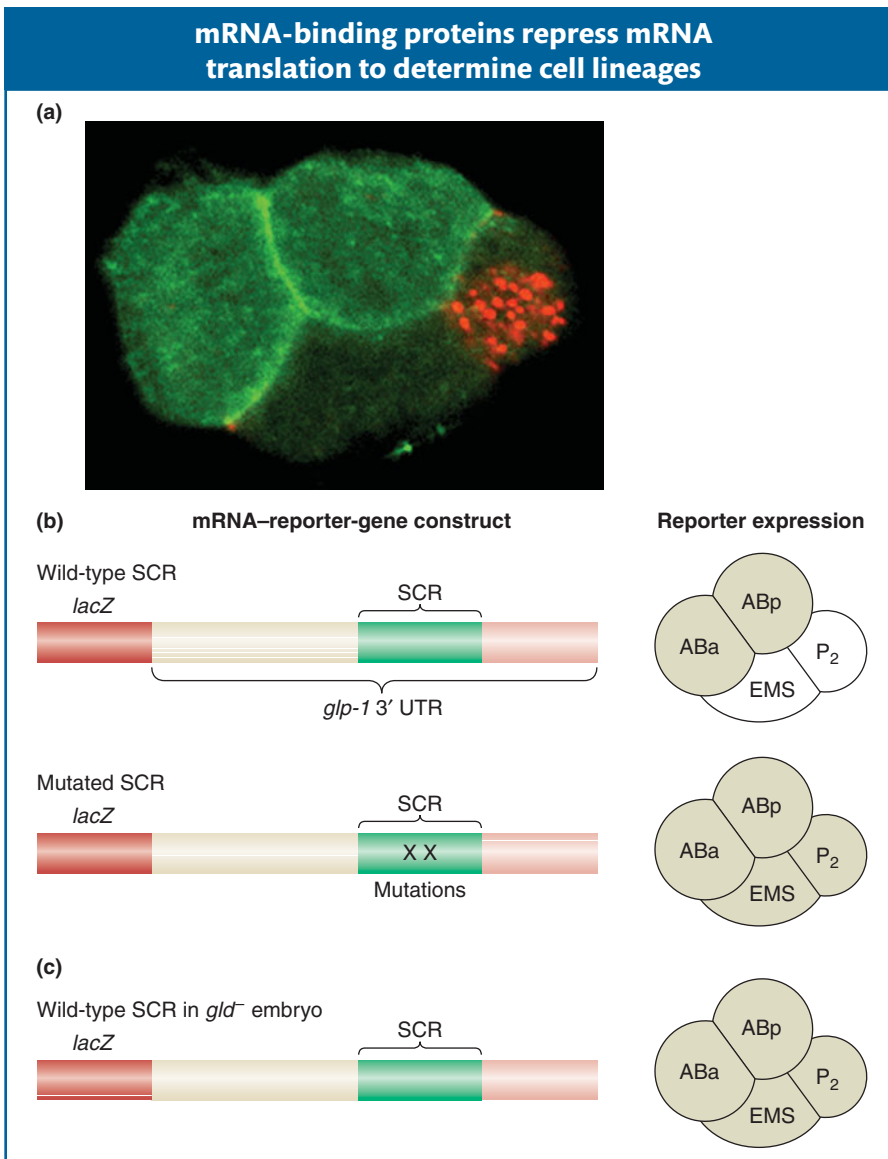 mRNA-binding proteins repress mRNA
translation to determine cell lineages
(a)
(b) mRNA–reporter-gene construct Reporter expression
Wild-type SCR
lacZ
SCR
glp-1 3′ UTR
ABp
ABa
P₂
EMS
Mutated SCR
lacZ
SCR
X X
Mutations
ABp
ABa
P₂
EMS
(c)
Wild-type SCR in gld⁻ embryo
lacZ
SCR
ABp
ABa
P₂
EMS